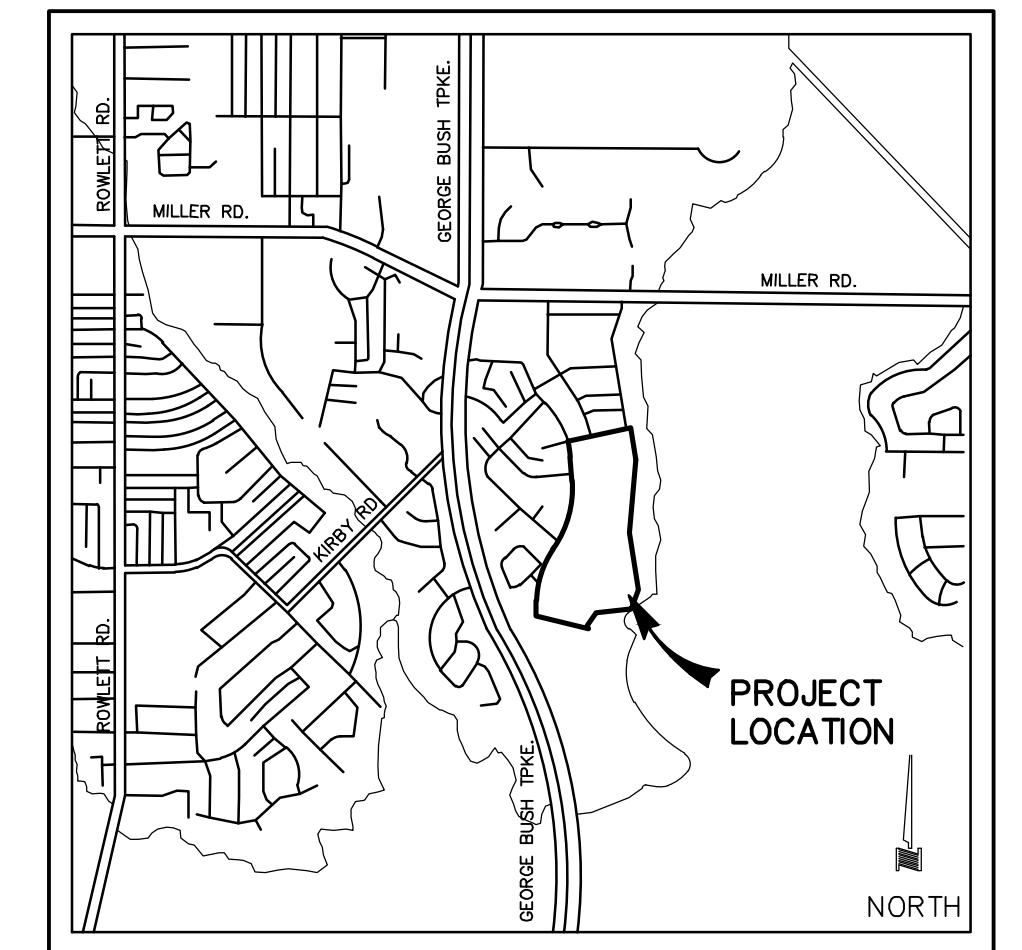 ROWLETT RD.
GEORGE BUSH TPKE.
MILLER RD.
MILLER RD.
KIRBY RD.
ROWLETT RD.
PROJECT
LOCATION
GEORGE BUSH TPKE.
NORTH